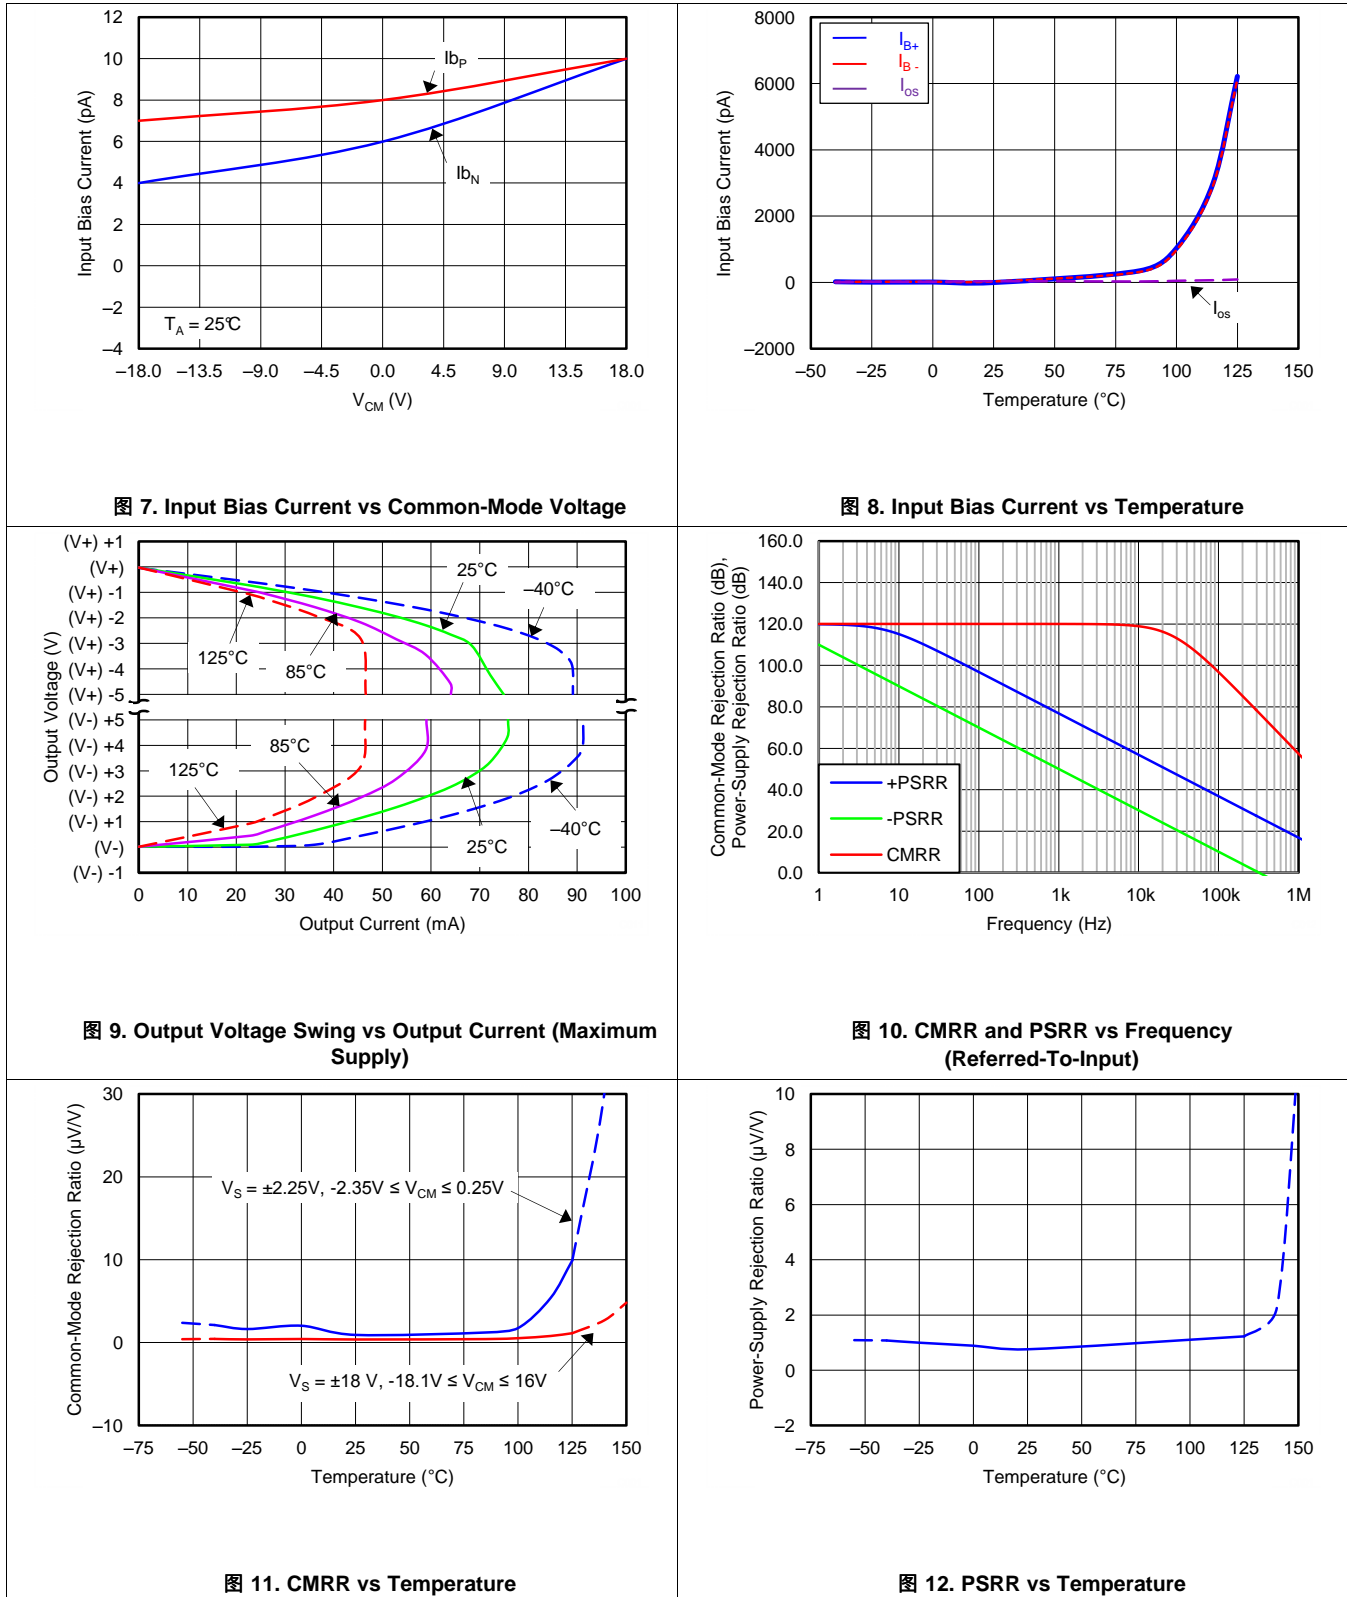 12
10
8
6
4
2
0
–2
–4
Input Bias Current (pA)
IbP
IbN
TA = 25°C
–18.0 –13.5 –9.0 –4.5 0.0 4.5 9.0 13.5 18.0
VCM (V)
图 7. Input Bias Current vs Common-Mode Voltage
8000
6000
4000
2000
0
–2000
Input Bias Current (pA)
IB+
IB -
Ios
Ios
–50 –25 0 25 50 75 100 125 150
Temperature (°C)
图 8. Input Bias Current vs Temperature
(V+) +1
(V+)
(V+) -1
(V+) -2
(V+) -3
(V+) -4
(V+) -5
(V-) +5
(V-) +4
(V-) +3
(V-) +2
(V-) +1
(V-)
(V-) -1
Output Voltage (V)
25°C
–40°C
125°C
85°C
85°C
125°C
–40°C
25°C
0 10 20 30 40 50 60 70 80 90 100
Output Current (mA)
图 9. Output Voltage Swing vs Output Current (Maximum
Supply)
160.0
140.0
120.0
100.0
80.0
60.0
40.0
20.0
0.0
Common-Mode Rejection Ratio (dB),
Power-Supply Rejection Ratio (dB)
+PSRR
-PSRR
CMRR
1 10 100 1k 10k 100k 1M
Frequency (Hz)
图 10. CMRR and PSRR vs Frequency
(Referred-To-Input)
30
20
10
0
–10
Common-Mode Rejection Ratio (µV/V)
VS = ±2.25V, -2.35V ≤ VCM ≤ 0.25V
VS = ±18 V, -18.1V ≤ VCM ≤ 16V
–75 –50 –25 0 25 50 75 100 125 150
Temperature (°C)
图 11. CMRR vs Temperature
10
8
6
4
2
0
–2
Power-Supply Rejection Ratio (µV/V)
–75 –50 –25 0 25 50 75 100 125 150
Temperature (°C)
图 12. PSRR vs Temperature